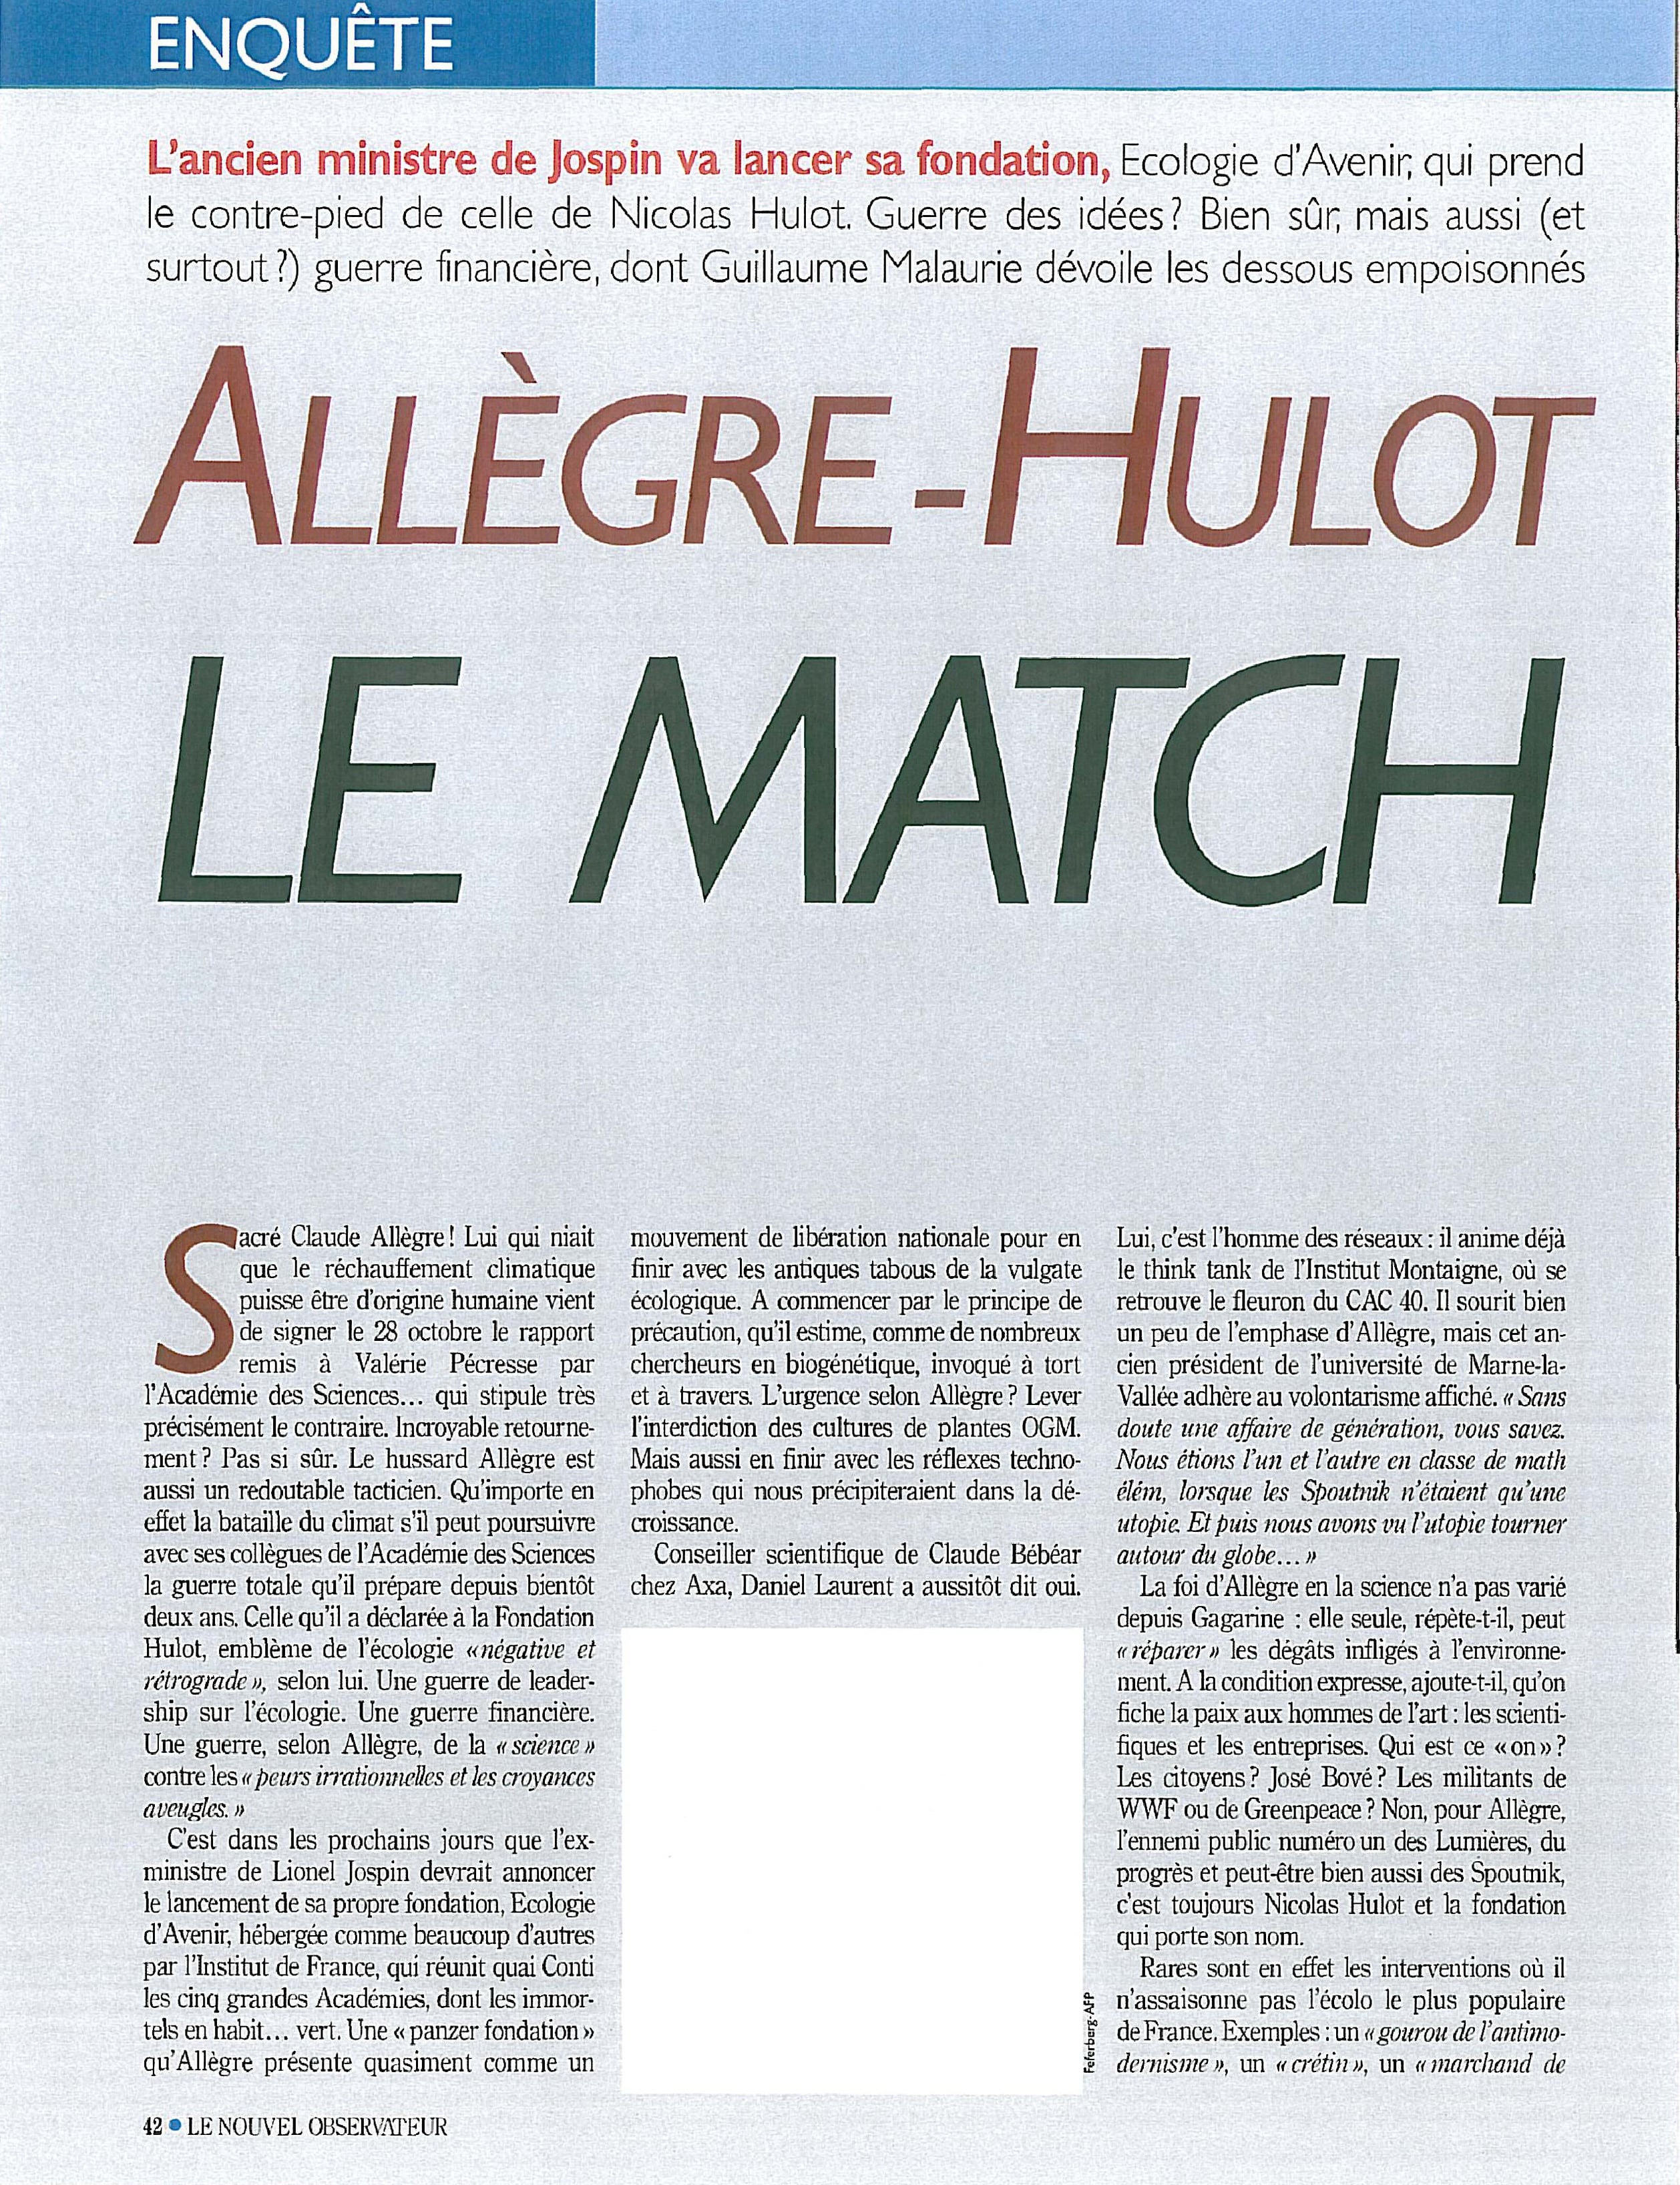 ENQUÊTE
L'ancien ministre de Jospin va lancer sa fondation, Ecologie d'Avenir, qui prend
le contre-pied de celle de Nicolas Hulot. Guerre des idées ? Bien sûr, mais aussi (et
surtout ?) guerre financière, dont Guillaume Malaurie dévoile les dessous empoisonnés
ALLÈGRE-HULOT
LE MATCH
Sacré Claude Allègre ! Lui qui niait
que le réchauffement climatique
puisse être d'origine humaine vient
de signer le 28 octobre le rapport
remis à Valérie Pécresse par
l'Académie des Sciences... qui stipule très
précisément le contraire. Incroyable retourne-
ment ? Pas si sûr. Le hussard Allègre est
aussi un redoutable tacticien. Qu'importe en
effet la bataille du climat s'il peut poursuivre
avec ses collègues de l'Académie des Sciences
la guerre totale qu'il prépare depuis bientôt
deux ans. Celle qu'il a déclarée à la Fondation
Hulot, emblème de l'écologie « négative et
rétrograde », selon lui. Une guerre de leader-
ship sur l'écologie. Une guerre financière.
Une guerre, selon Allègre, de la « science »
contre les « peurs irrationnelles et les croyances
aveugles. »
C'est dans les prochains jours que l'ex-
ministre de Lionel Jospin devrait annoncer
le lancement de sa propre fondation, Ecologie
d'Avenir, hébergée comme beaucoup d'autres
par l'Institut de France, qui réunit quai Conti
les cinq grandes Académies, dont les immor-
tels en habit... vert. Une « panzer fondation »
qu'Allègre présente quasiment comme un
mouvement de libération nationale pour en
finir avec les antiques tabous de la vulgate
écologique. A commencer par le principe de
précaution, qu'il estime, comme de nombreux
chercheurs en biogénétique, invoqué à tort
et à travers. L'urgence selon Allègre ? Lever
l'interdiction des cultures de plantes OGM.
Mais aussi en finir avec les réflexes techno-
phobes qui nous précipiteraient dans la dé-
croissance.
Conseiller scientifique de Claude Bébéar
chez Axa, Daniel Laurent a aussitôt dit oui.
Lui, c'est l'homme des réseaux : il anime déjà
le think tank de l'Institut Montaigne, où se
retrouve le fleuron du CAC 40. Il sourit bien
un peu de l'emphase d'Allègre, mais cet an-
cien président de l'université de Marne-la-
Vallée adhère au volontarisme affiché. « Sans
doute une affaire de génération, vous savez.
Nous étions l'un et l'autre en classe de math
élém, lorsque les Spoutnik n'étaient qu'une
utopie. Et puis nous avons vu l'utopie tourner
autour du globe... »
La foi d'Allègre en la science n'a pas varié
depuis Gagarine : elle seule, répète-t-il, peut
« réparer » les dégâts infligés à l'environne-
ment. A la condition expresse, ajoute-t-il, qu'on
fiche la paix aux hommes de l'art : les scienti-
fiques et les entreprises. Qui est ce « on » ?
Les citoyens ? José Bové ? Les militants de
WWF ou de Greenpeace ? Non, pour Allègre,
l'ennemi public numéro un des Lumières, du
progrès et peut-être bien aussi des Spoutnik,
c'est toujours Nicolas Hulot et la fondation
qui porte son nom.
Rares sont en effet les interventions où il
n'assaisonne pas l'écolo le plus populaire
de France. Exemples : un « gourou de l'antimo-
dernisme », un « crétin », un « marchand de
Feferberg-AFP
42 • LE NOUVEL OBSERVATEUR